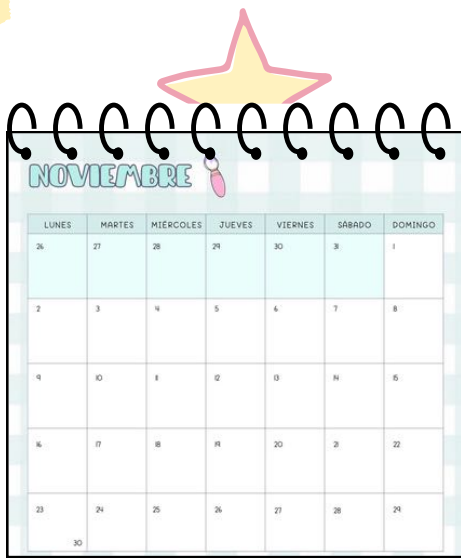 NOVIEMBRE
LUNES MARTES MIÉRCOLES JUEVES VIERNES SÁBADO DOMINGO
26 27 28 29 30 31 1
2 3 4 5 6 7 8
9 10 11 12 13 14 15
16 17 18 19 20 21 22
23 24 25 26 27 28 29
30